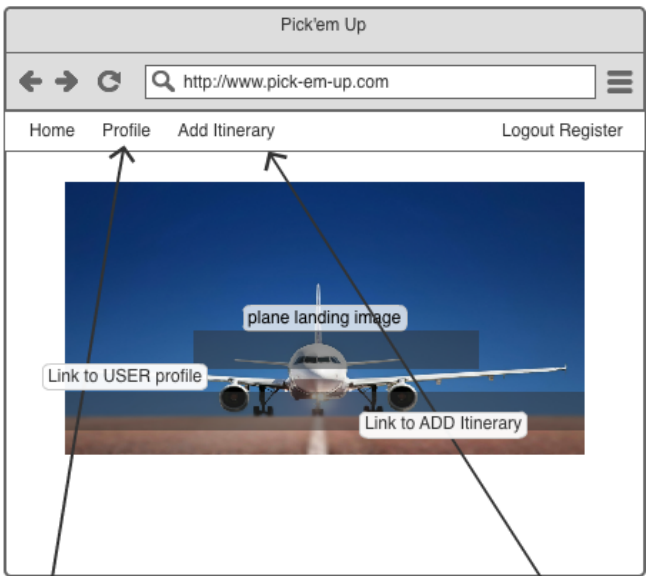 Pick'em Up
http://www.pick-em-up.com
Home Profile Add Itinerary Logout Register
plane landing image
Link to USER profile
Link to ADD Itinerary